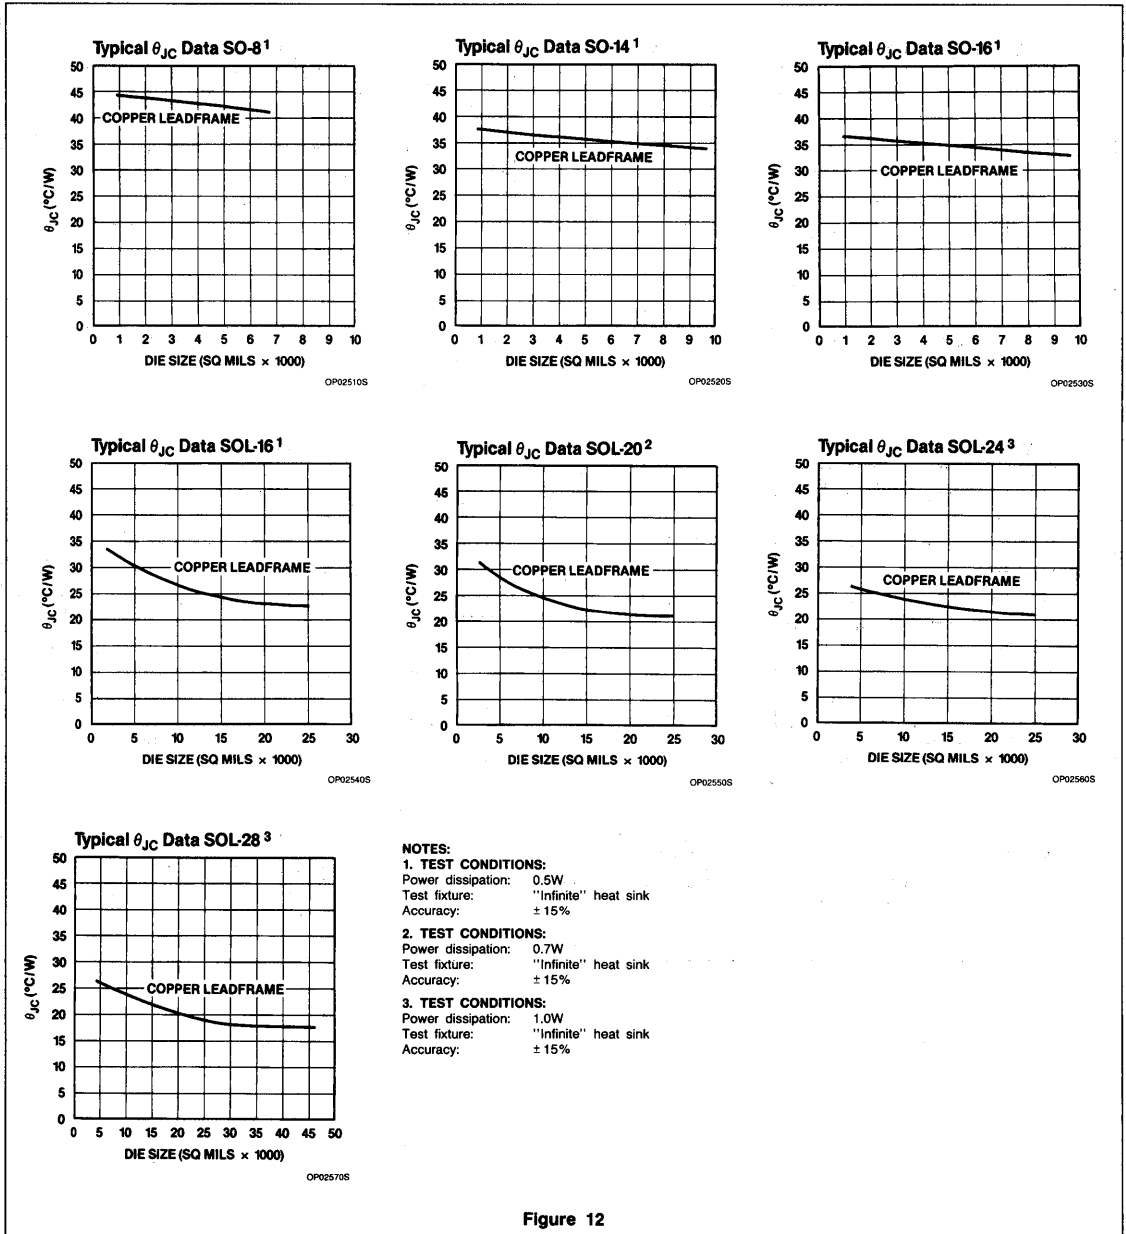 Typical θJC Data SO-8 1
50
45
40
35
30
25
20
15
10
5
0
θJC (°C/W)
COPPER LEADFRAME
0 1 2 3 4 5 6 7 8 9 10
DIE SIZE (SQ MILS × 1000)
OP02510S
Typical θJC Data SO-14 1
50
45
40
35
30
25
20
15
10
5
0
θJC (°C/W)
COPPER LEADFRAME
0 1 2 3 4 5 6 7 8 9 10
DIE SIZE (SQ MILS × 1000)
OP02520S
Typical θJC Data SO-16 1
50
45
40
35
30
25
20
15
10
5
0
θJC (°C/W)
COPPER LEADFRAME
0 1 2 3 4 5 6 7 8 9 10
DIE SIZE (SQ MILS × 1000)
OP02530S
Typical θJC Data SOL-16 1
50
45
40
35
30
25
20
15
10
5
0
θJC (°C/W)
COPPER LEADFRAME
0 5 10 15 20 25 30
DIE SIZE (SQ MILS × 1000)
OP02540S
Typical θJC Data SOL-20 2
50
45
40
35
30
25
20
15
10
5
0
θJC (°C/W)
COPPER LEADFRAME
0 5 10 15 20 25 30
DIE SIZE (SQ MILS × 1000)
OP02550S
Typical θJC Data SOL-24 3
50
45
40
35
30
25
20
15
10
5
0
θJC (°C/W)
COPPER LEADFRAME
0 5 10 15 20 25 30
DIE SIZE (SQ MILS × 1000)
OP02560S
Typical θJC Data SOL-28 3
50
45
40
35
30
25
20
15
10
5
0
θJC (°C/W)
COPPER LEADFRAME
0 5 10 15 20 25 30 35 40 45 50
DIE SIZE (SQ MILS × 1000)
OP02570S
NOTES:
1. TEST CONDITIONS:
Power dissipation: 0.5W
Test fixture: "Infinite" heat sink
Accuracy: ± 15%
2. TEST CONDITIONS:
Power dissipation: 0.7W
Test fixture: "Infinite" heat sink
Accuracy: ± 15%
3. TEST CONDITIONS:
Power dissipation: 1.0W
Test fixture: "Infinite" heat sink
Accuracy: ± 15%
Figure 12